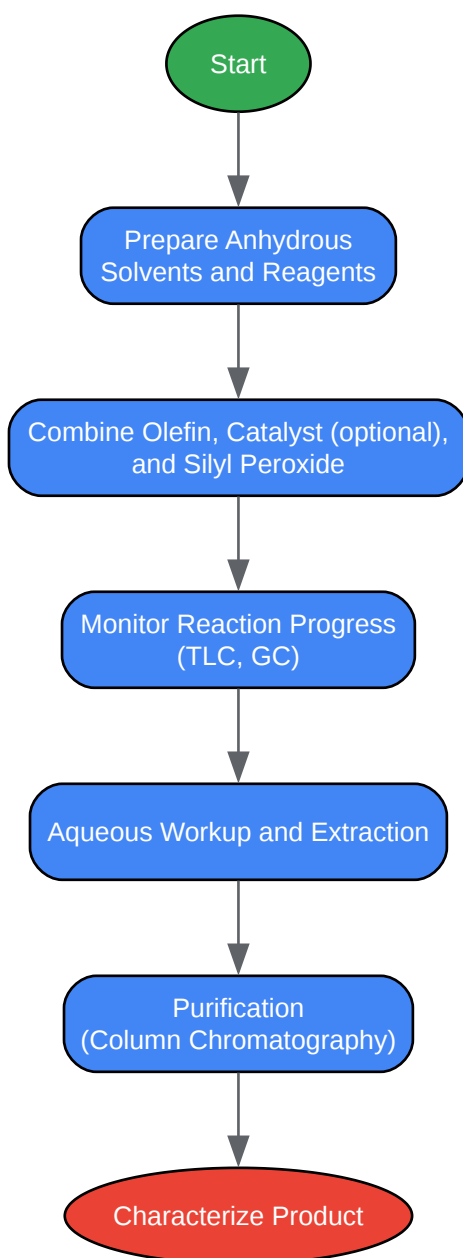 Start
Prepare Anhydrous
Solvents and Reagents
Combine Olefin, Catalyst (optional),
and Silyl Peroxide
Monitor Reaction Progress
(TLC, GC)
Aqueous Workup and Extraction
Purification
(Column Chromatography)
Characterize Product